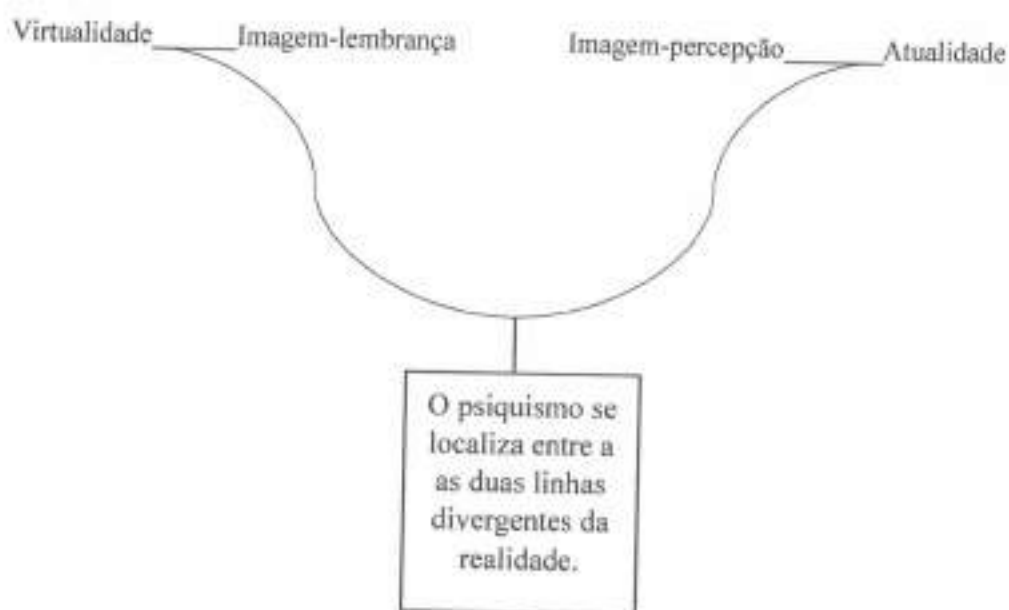 Virtualidade Imagem-lembrança Imagem-percepção Atualidade
O psiquismo se
localiza entre a
as duas linhas
divergentes da
realidade.